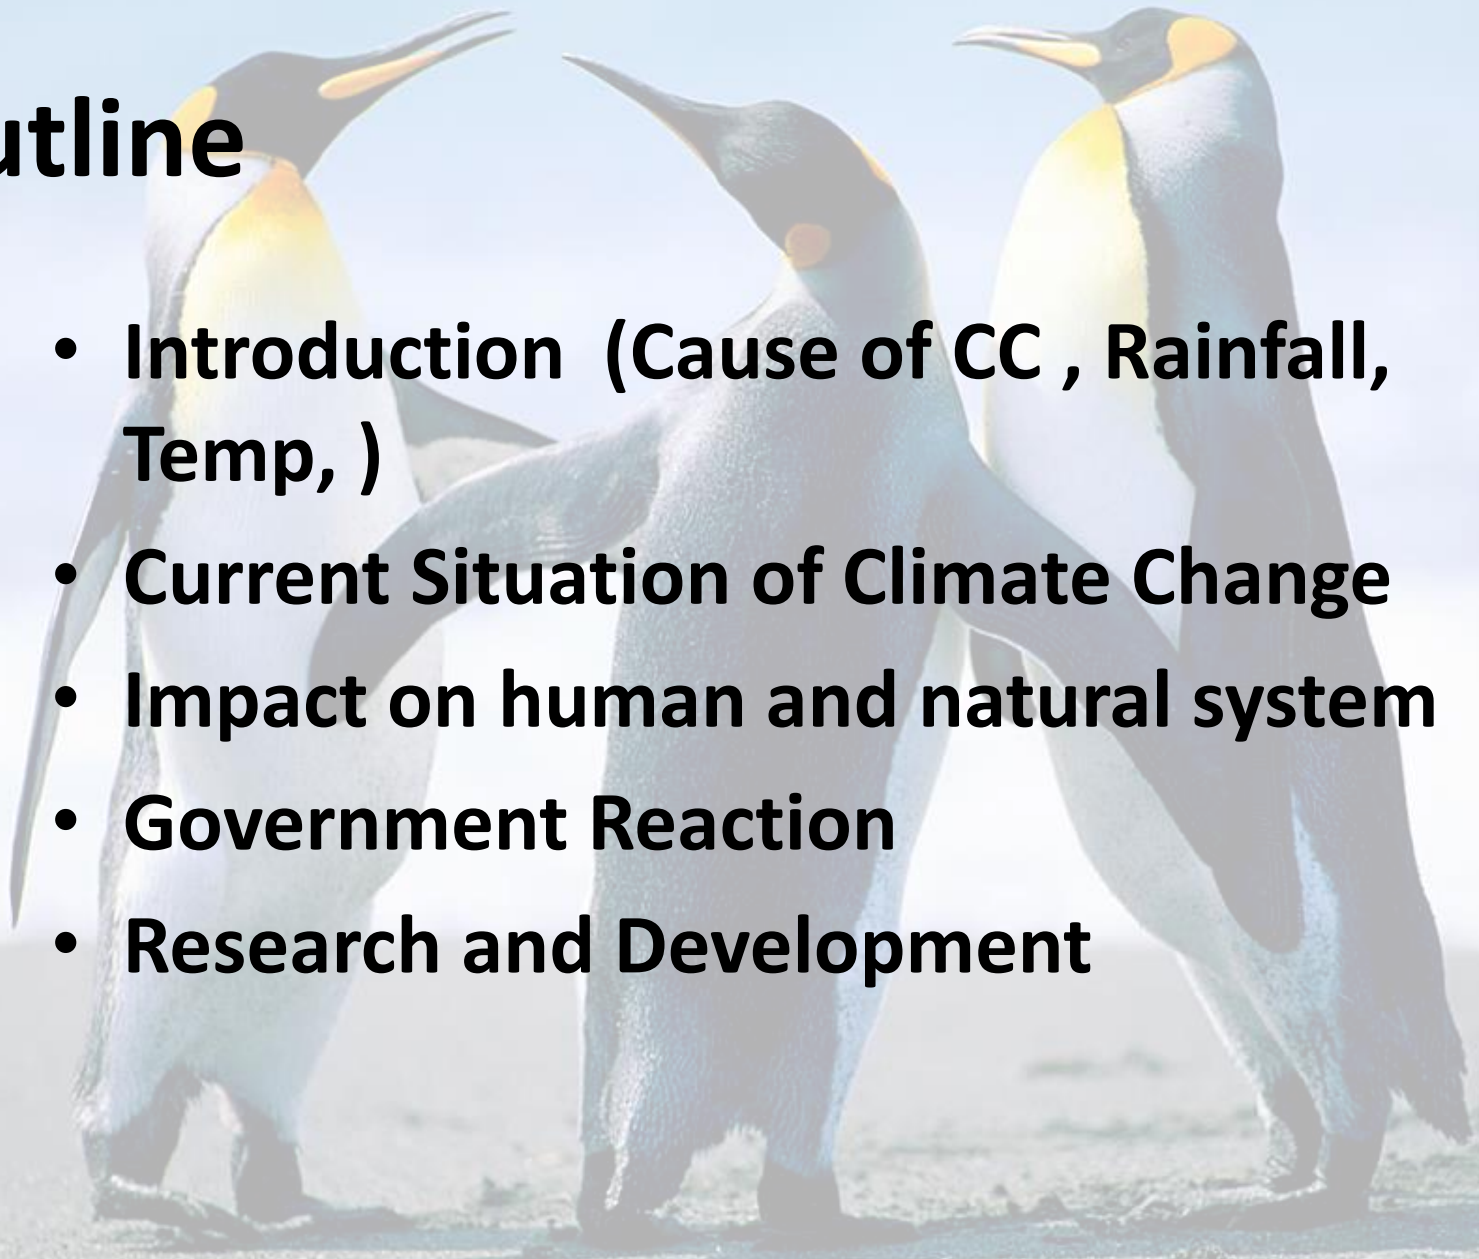 utline
• Introduction (Cause of CC , Rainfall,
Temp, )
• Current Situation of Climate Change
• Impact on human and natural system
• Government Reaction
• Research and Development